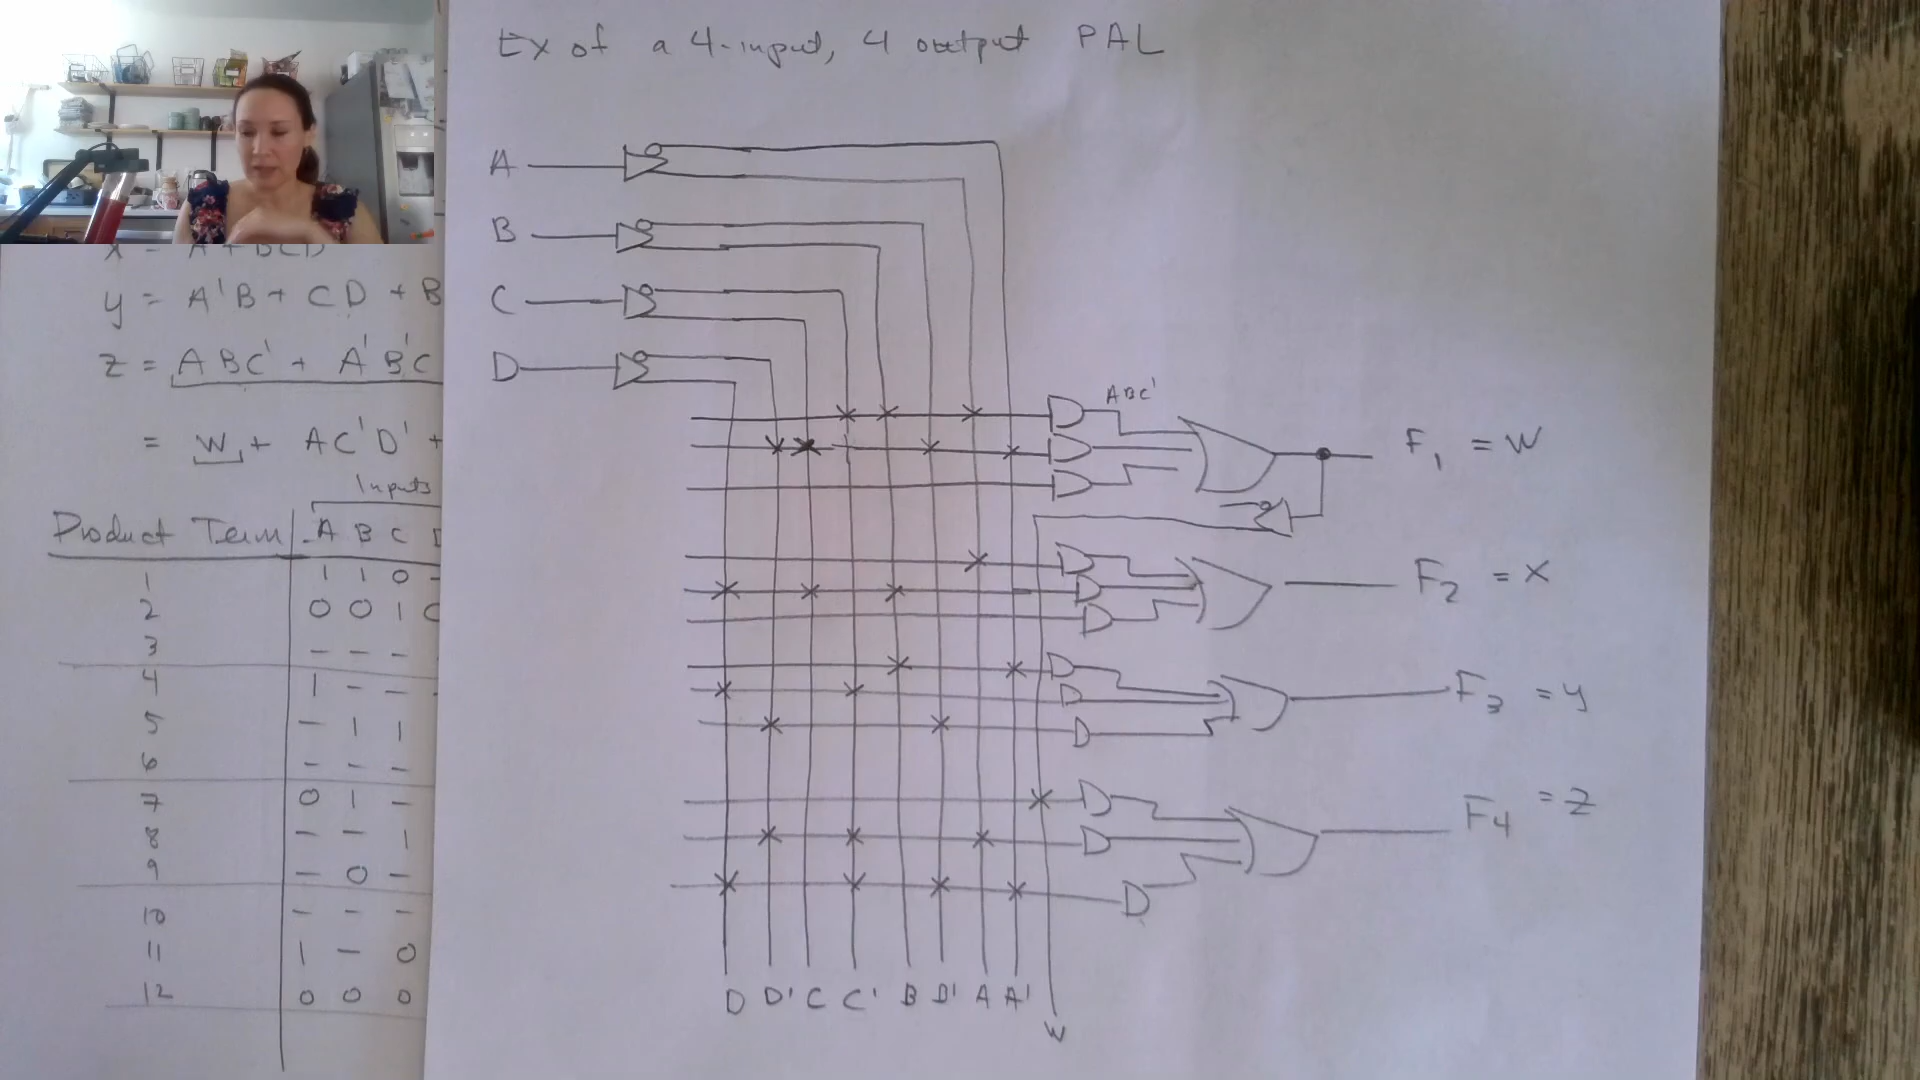 Ex of a 4-input, 4 output PAL
A
B
C
D
ABC'
F1 = W
F2 = X
F3 = y
F4 = Z
D D' C C' B B' A A'
W
X = A + BCD
y = A'B + CD + B
Z = ABC' + A'B'C
= W + AC'D' +
Inputs
Product Term A B C
1 1 1 0 -
2 0 0 1
3 - - -
4 1 - -
5 - 1 1
6 - - -
7 0 1 -
8 - - 1
9 - 0 -
10 - - -
11 1 - 0
12 0 0 0